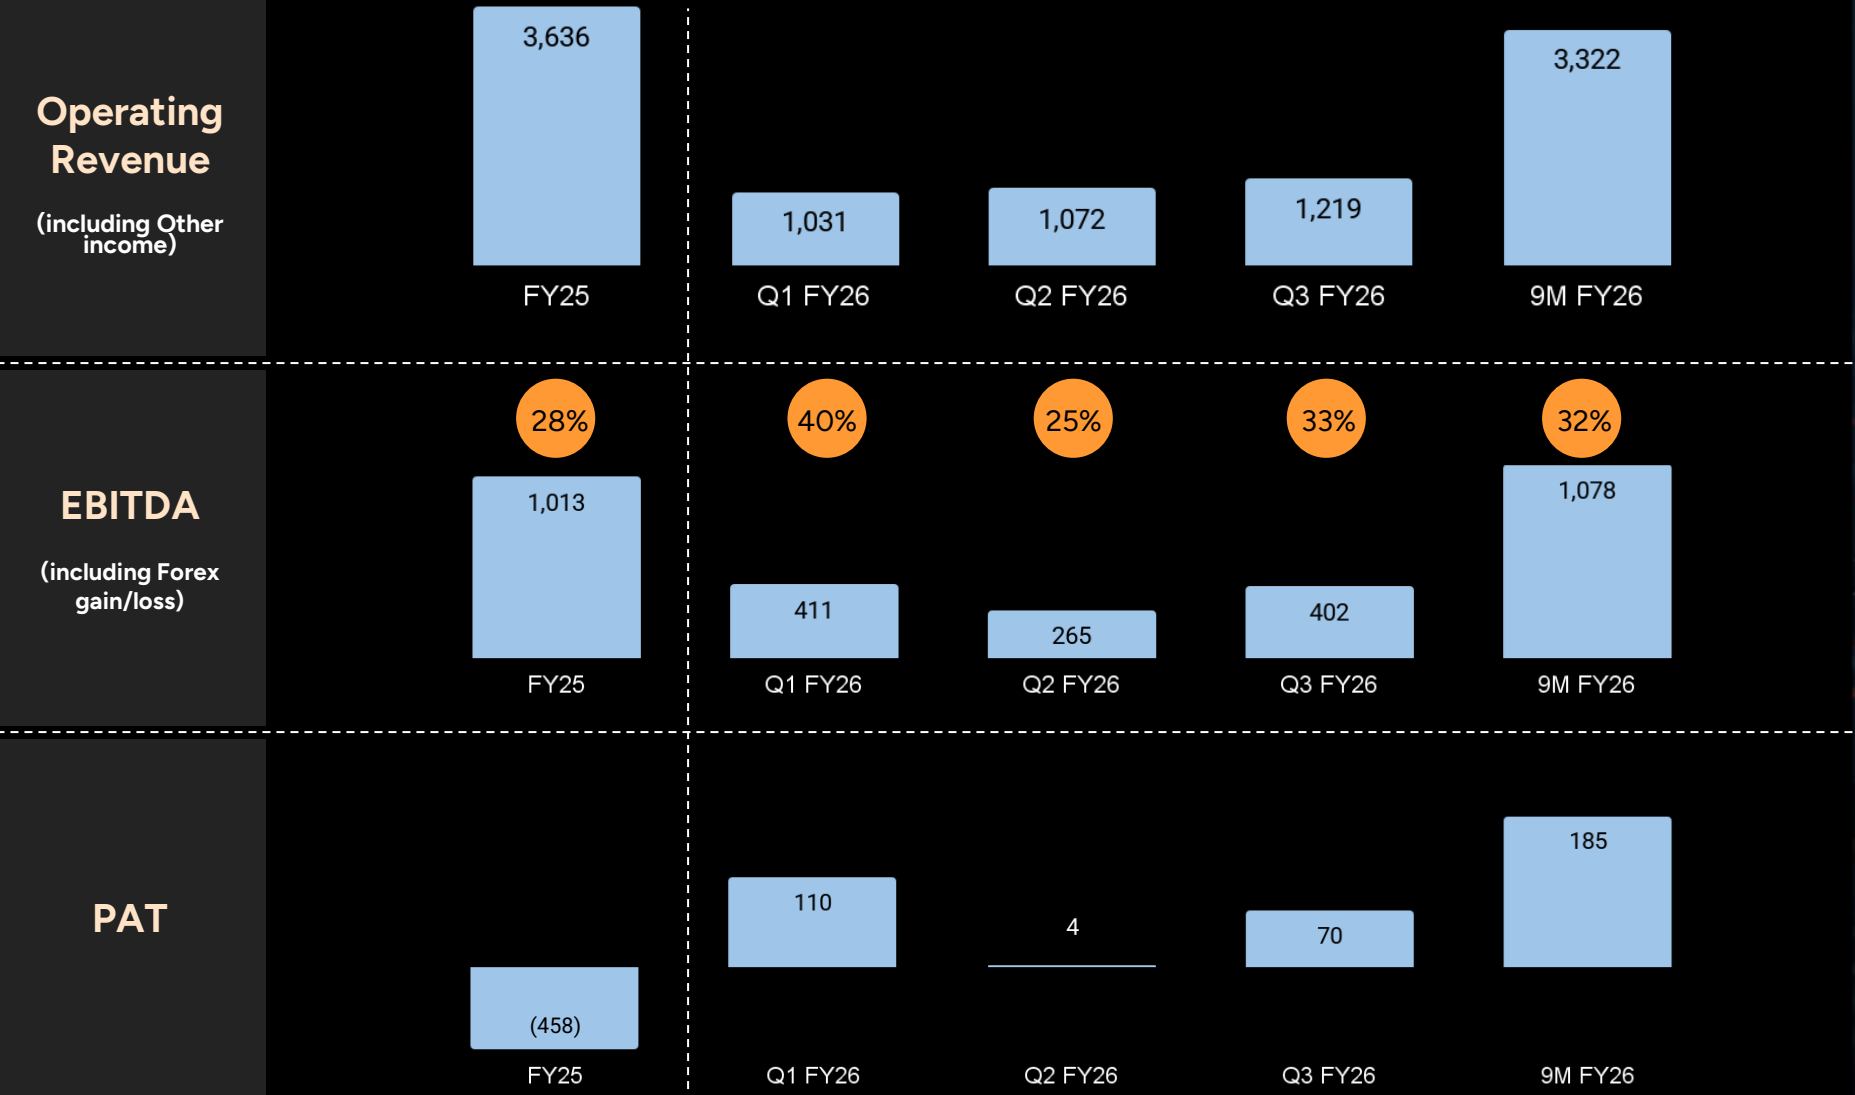 Operating
Revenue
(including Other
income)
3,636
1,031
1,072
1,219
3,322
FY25
Q1 FY26
Q2 FY26
Q3 FY26
9M FY26
EBITDA
(including Forex
gain/loss)
28%
40%
25%
33%
32%
1,013
411
265
402
1,078
FY25
Q1 FY26
Q2 FY26
Q3 FY26
9M FY26
PAT
(458)
110
4
70
185
FY25
Q1 FY26
Q2 FY26
Q3 FY26
9M FY26